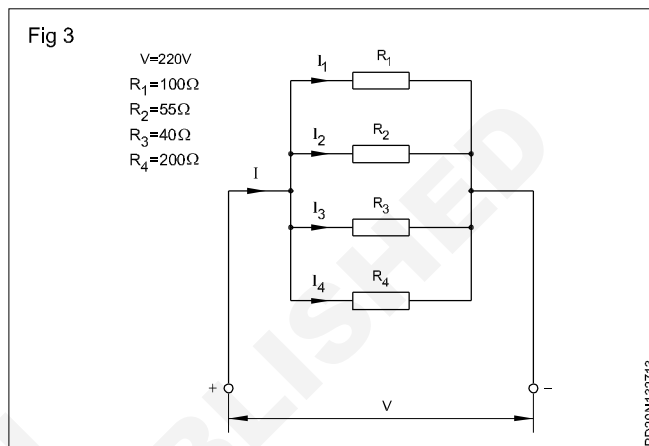 Fig 3
V=220V
R1=100Ω
R2=55Ω
R3=40Ω
R4=200Ω
I
I1
R1
I2
R2
I3
R3
I4
R4
+
−
V
BLISHED